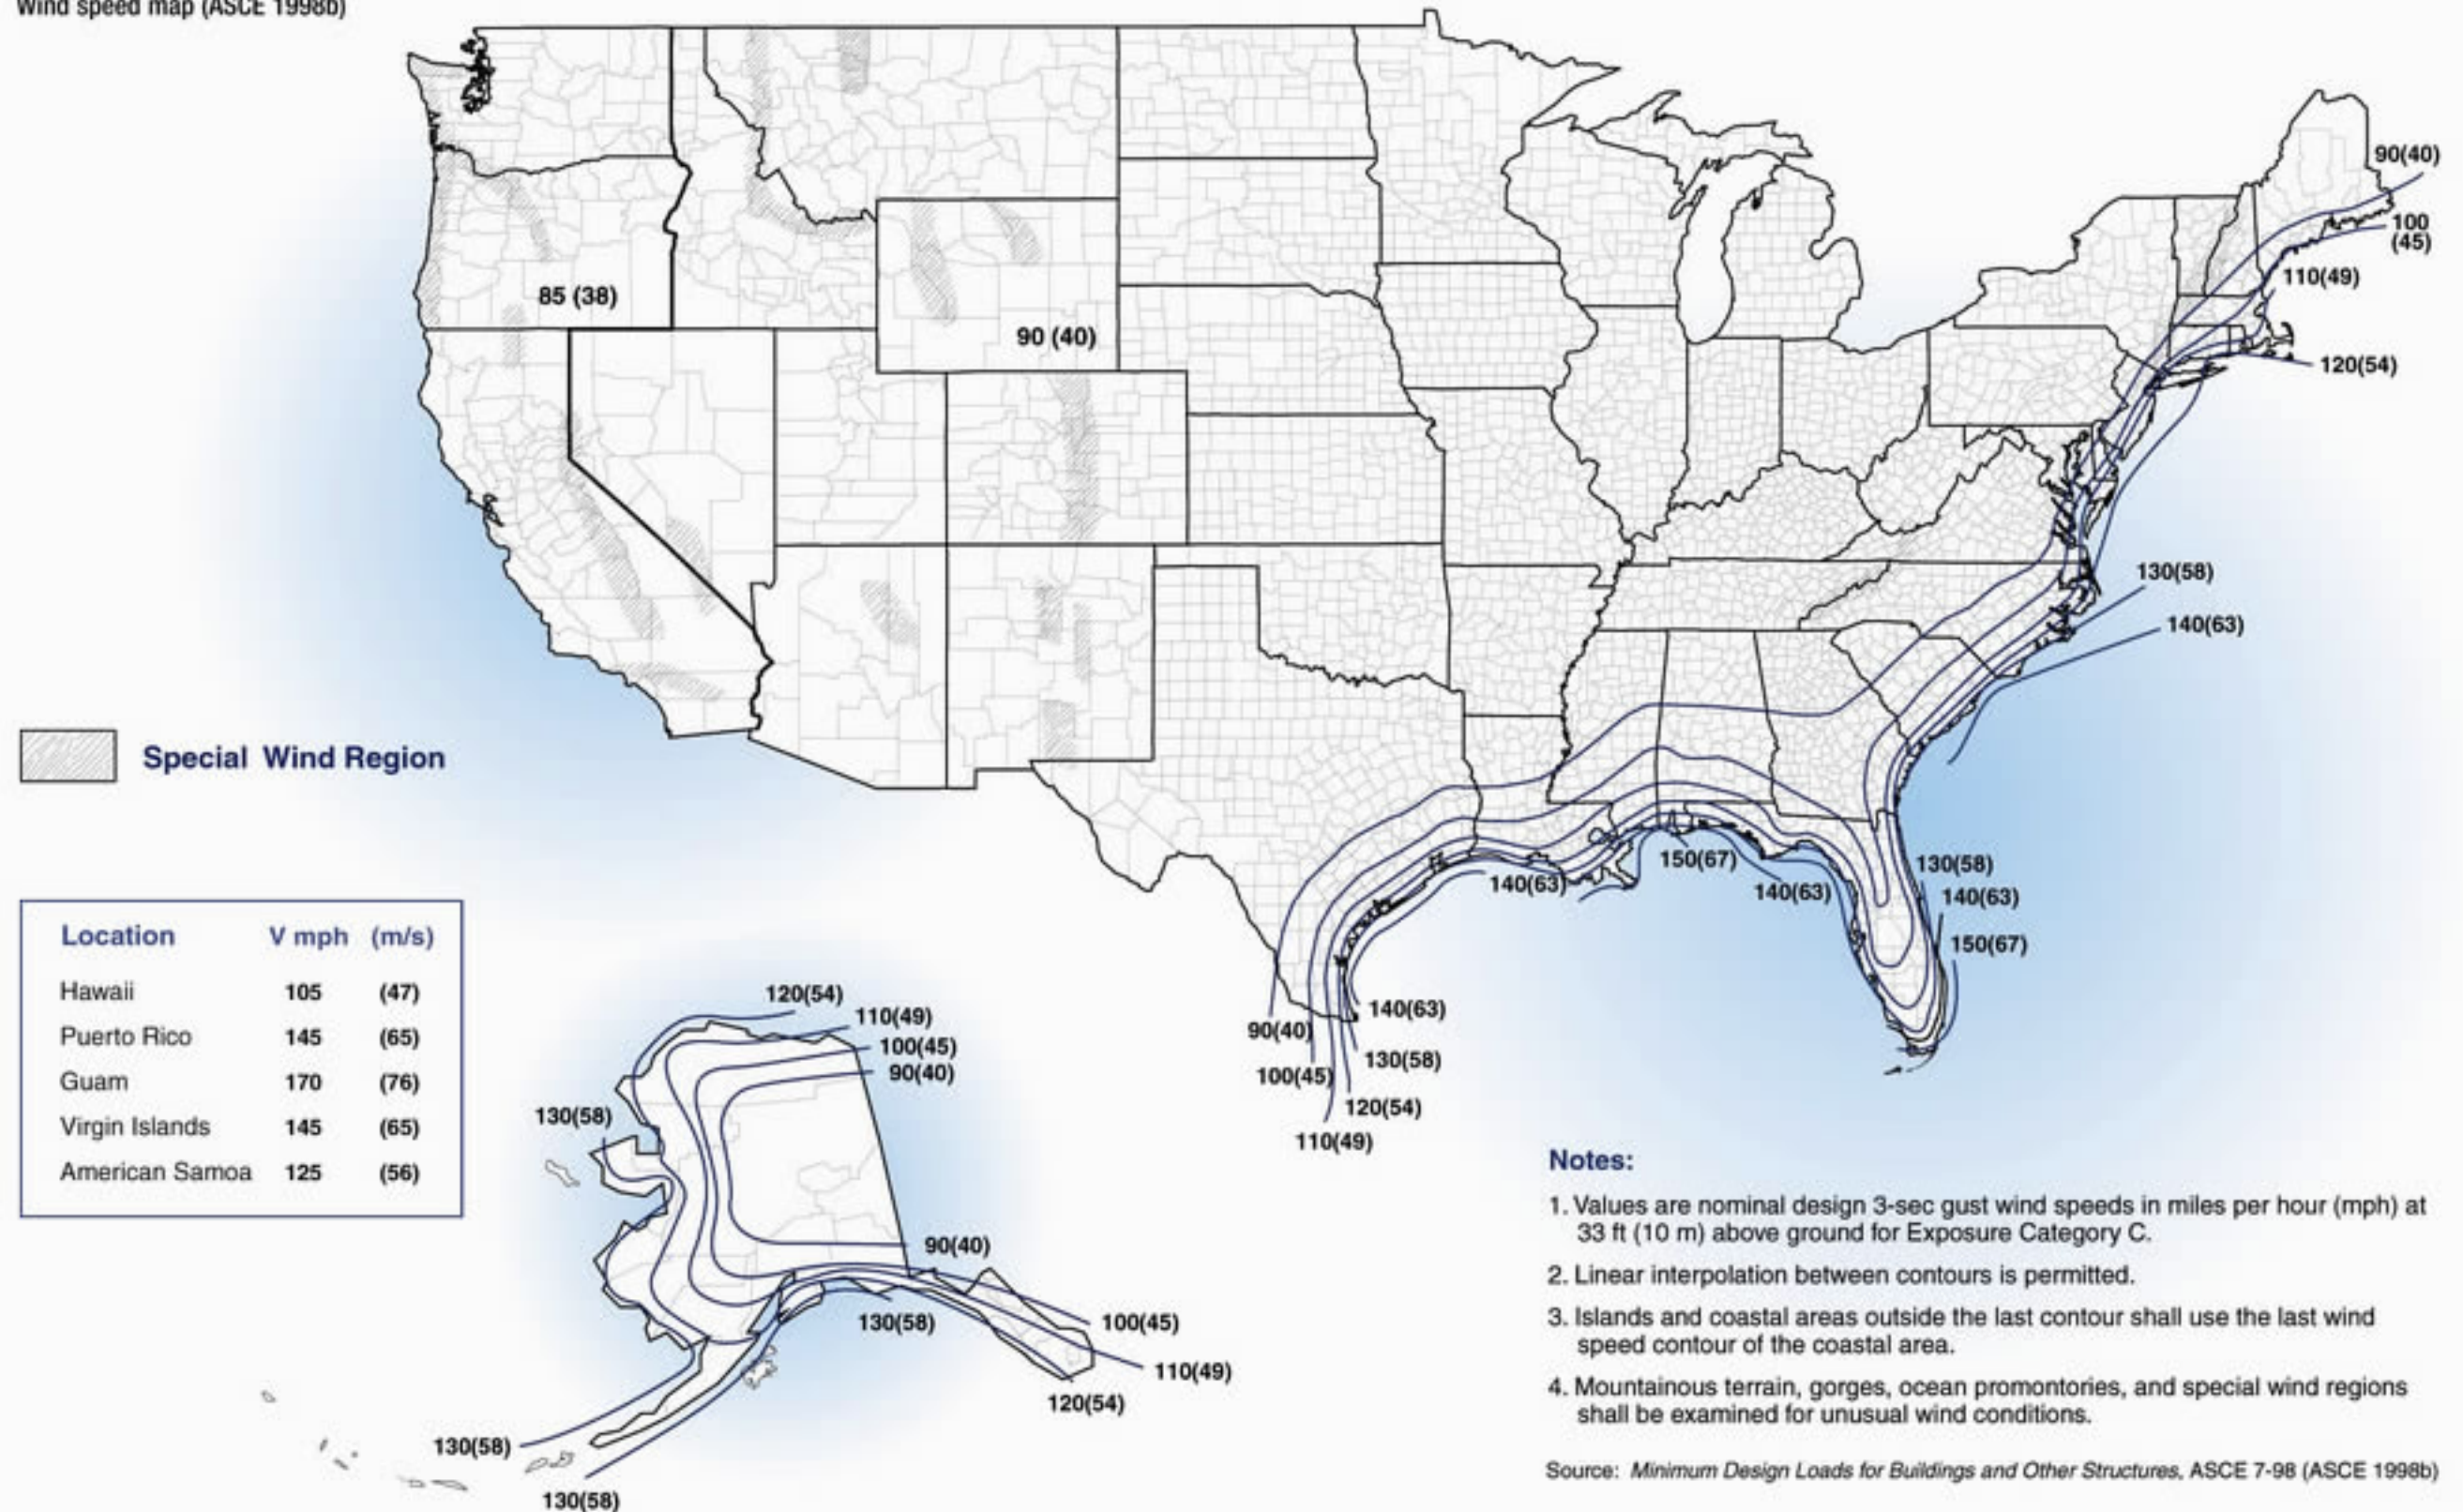 Wind speed map (ASCE 1998b)
90(40)
100
(45)
110(49)
85 (38)
90 (40)
120(54)
130(58)
140(63)
Special Wind Region
150(67)
140(63)
140(63)
130(58)
140(63)
150(67)
Location V mph (m/s)
Hawaii 105 (47)
Puerto Rico 145 (65)
Guam 170 (76)
Virgin Islands 145 (65)
American Samoa 125 (56)
120(54)
110(49)
100(45)
90(40)
130(58)
90(40)
130(58)
100(45)
110(49)
120(54)
130(58)
130(58)
140(63)
90(40)
130(58)
100(45)
120(54)
110(49)
Notes:
1. Values are nominal design 3-sec gust wind speeds in miles per hour (mph) at
33 ft (10 m) above ground for Exposure Category C.
2. Linear interpolation between contours is permitted.
3. Islands and coastal areas outside the last contour shall use the last wind
speed contour of the coastal area.
4. Mountainous terrain, gorges, ocean promontories, and special wind regions
shall be examined for unusual wind conditions.
Source: Minimum Design Loads for Buildings and Other Structures, ASCE 7-98 (ASCE 1998b)